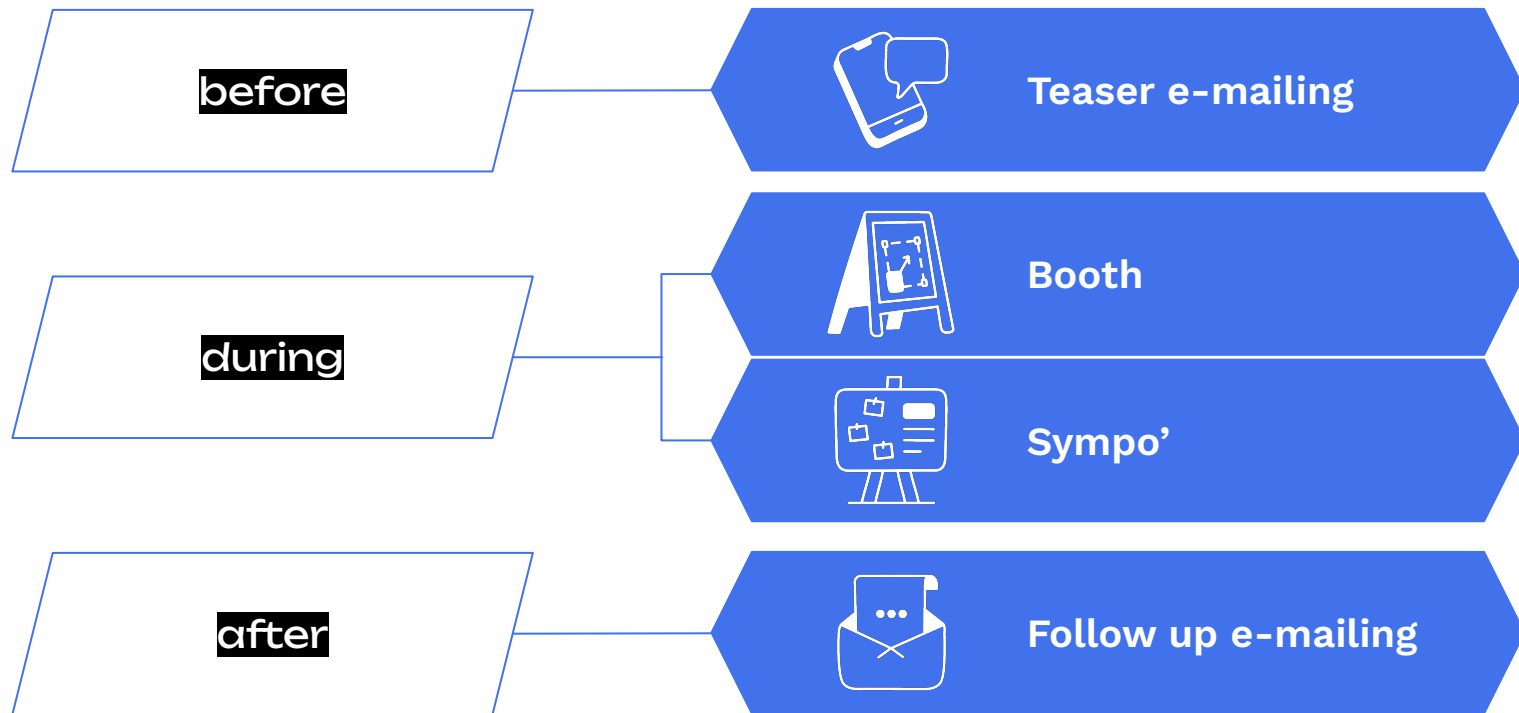 before
Teaser e-mailing
during
Booth
Sympo’
after
Follow up e-mailing